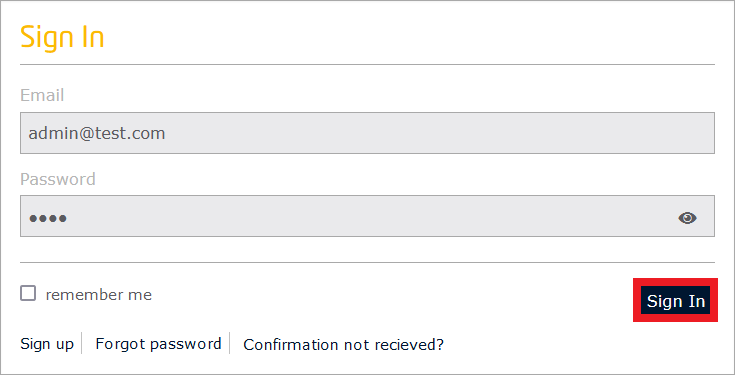 Sign In
Email
admin@test.com
Password
••••
remember me
Sign In
Sign up Forgot password Confirmation not recieved?